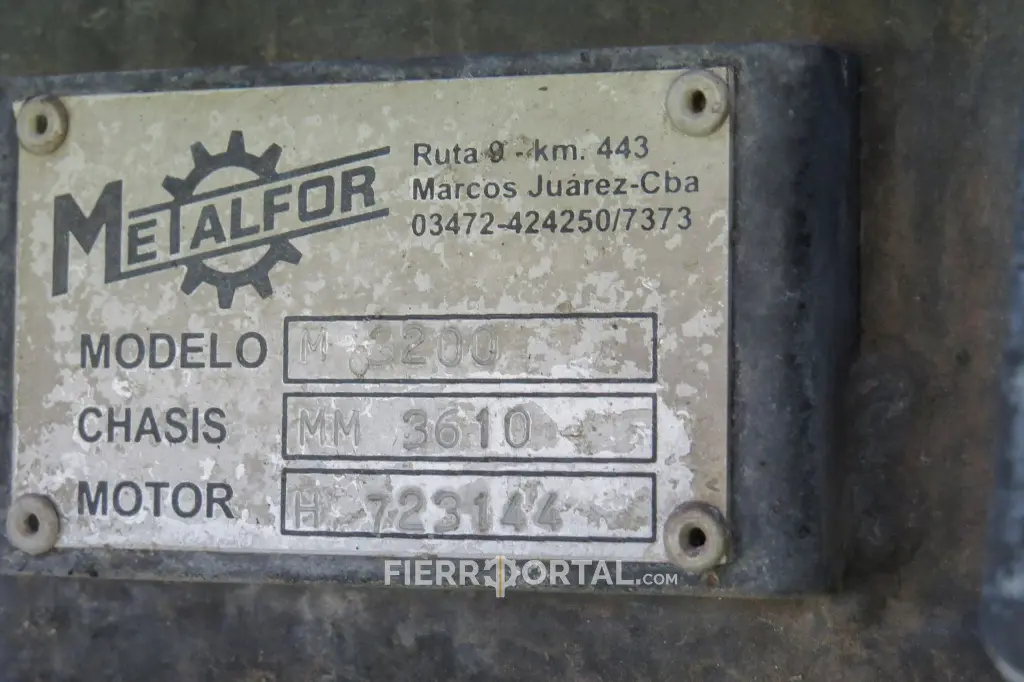 METALFOR
Ruta 9 - km. 443
Marcos Juárez-Cba
03472-424250/7373
MODELO M 3200
CHASIS MM 3610
MOTOR H 723144
FIERROPORTAL.COM